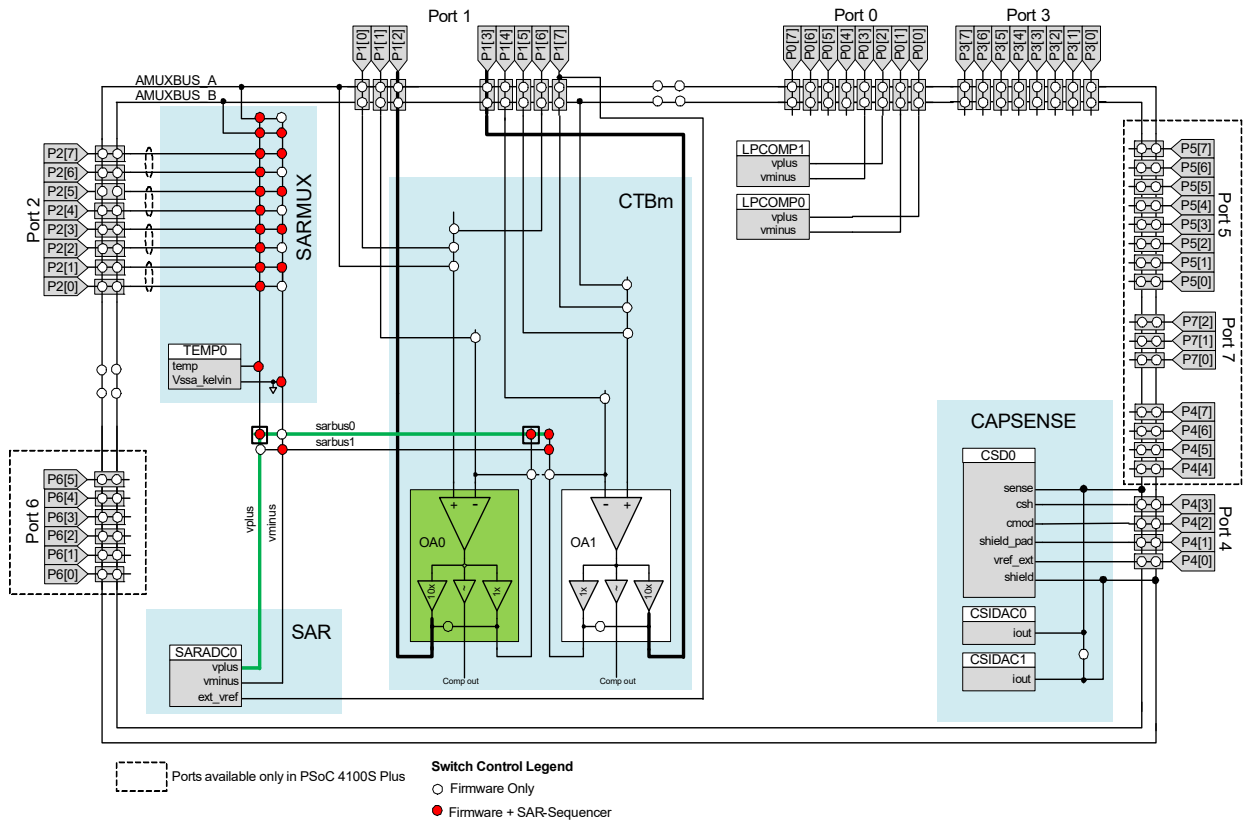 Port 1
Port 0
Port 3
P1[0]
P1[1]
P1[2]
P1[3]
P1[4]
P1[5]
P1[6]
P1[7]
P0[7]
P0[6]
P0[5]
P0[4]
P0[3]
P0[2]
P0[1]
P0[0]
P3[7]
P3[6]
P3[5]
P3[4]
P3[3]
P3[2]
P3[1]
P3[0]
AMUXBUS_A
AMUXBUS_B
Port 2
P2[7]
P2[6]
P2[5]
P2[4]
P2[3]
P2[2]
P2[1]
P2[0]
SARMUX
TEMP0
temp
Vssa_kelvin
CTBm
LPCOMP1
vplus
vminus
LPCOMP0
vplus
vminus
P5[7]
P5[6]
P5[5]
P5[4]
P5[3]
P5[2]
P5[1]
P5[0]
Port 5
P7[2]
P7[1]
P7[0]
Port 7
P4[7]
P4[6]
P4[5]
P4[4]
P4[3]
P4[2]
P4[1]
P4[0]
Port 4
sarbus0
sarbus1
Port 6
P6[5]
P6[4]
P6[3]
P6[2]
P6[1]
P6[0]
vplus
vminus
+
-
OA0
10x
~
1x
Comp out
-
+
OA1
1x
~
10x
Comp out
CAPSENSE
CSD0
sense
csh
cmod
shield_pad
vref_ext
shield
CSIDAC0
iout
CSIDAC1
iout
SAR
SARADC0
vplus
vminus
ext_vref
Ports available only in PSoC 4100S Plus
Switch Control Legend
Firmware Only
Firmware + SAR-Sequencer